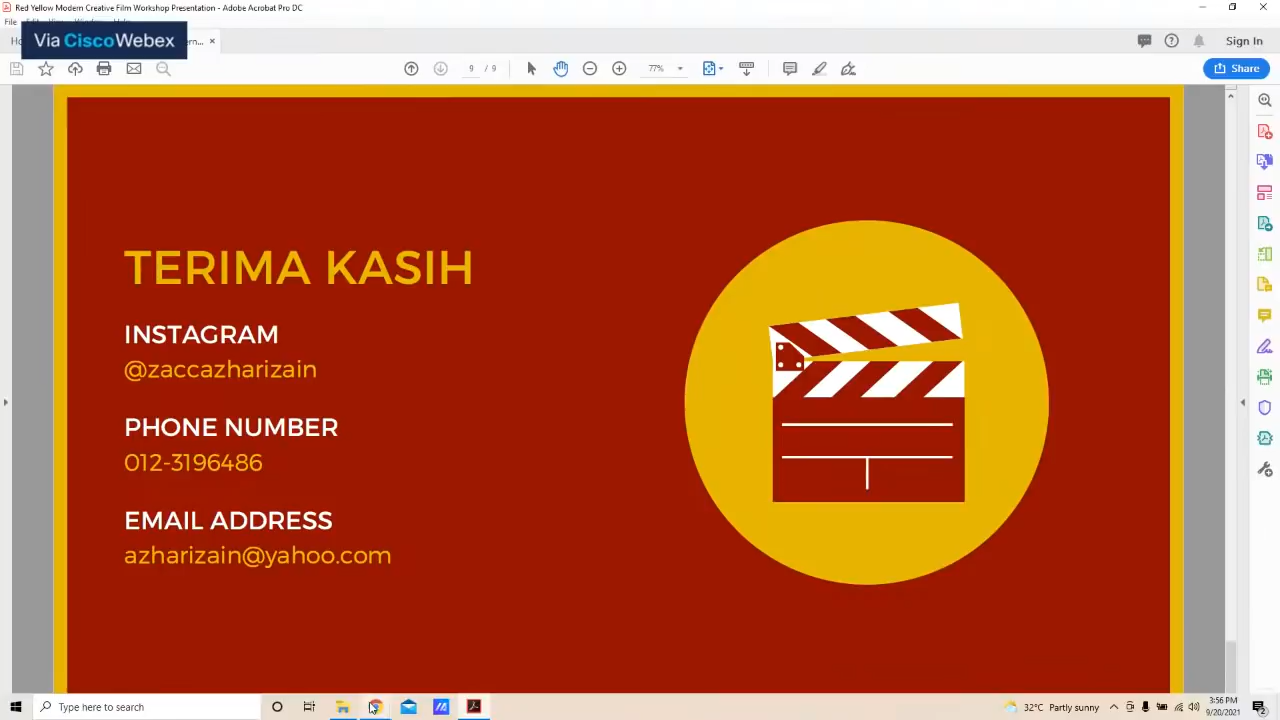 Red Yellow Modern Creative Film Workshop Presentation - Adobe Acrobat Pro DC
Via CiscoWebex
Sign In
9 / 9
77%
Share
TERIMA KASIH
INSTAGRAM
@zaccazharizain
PHONE NUMBER
012-3196486
EMAIL ADDRESS
azharizain@yahoo.com
Type here to search
32°C Partly sunny
3:56 PM
9/20/2021